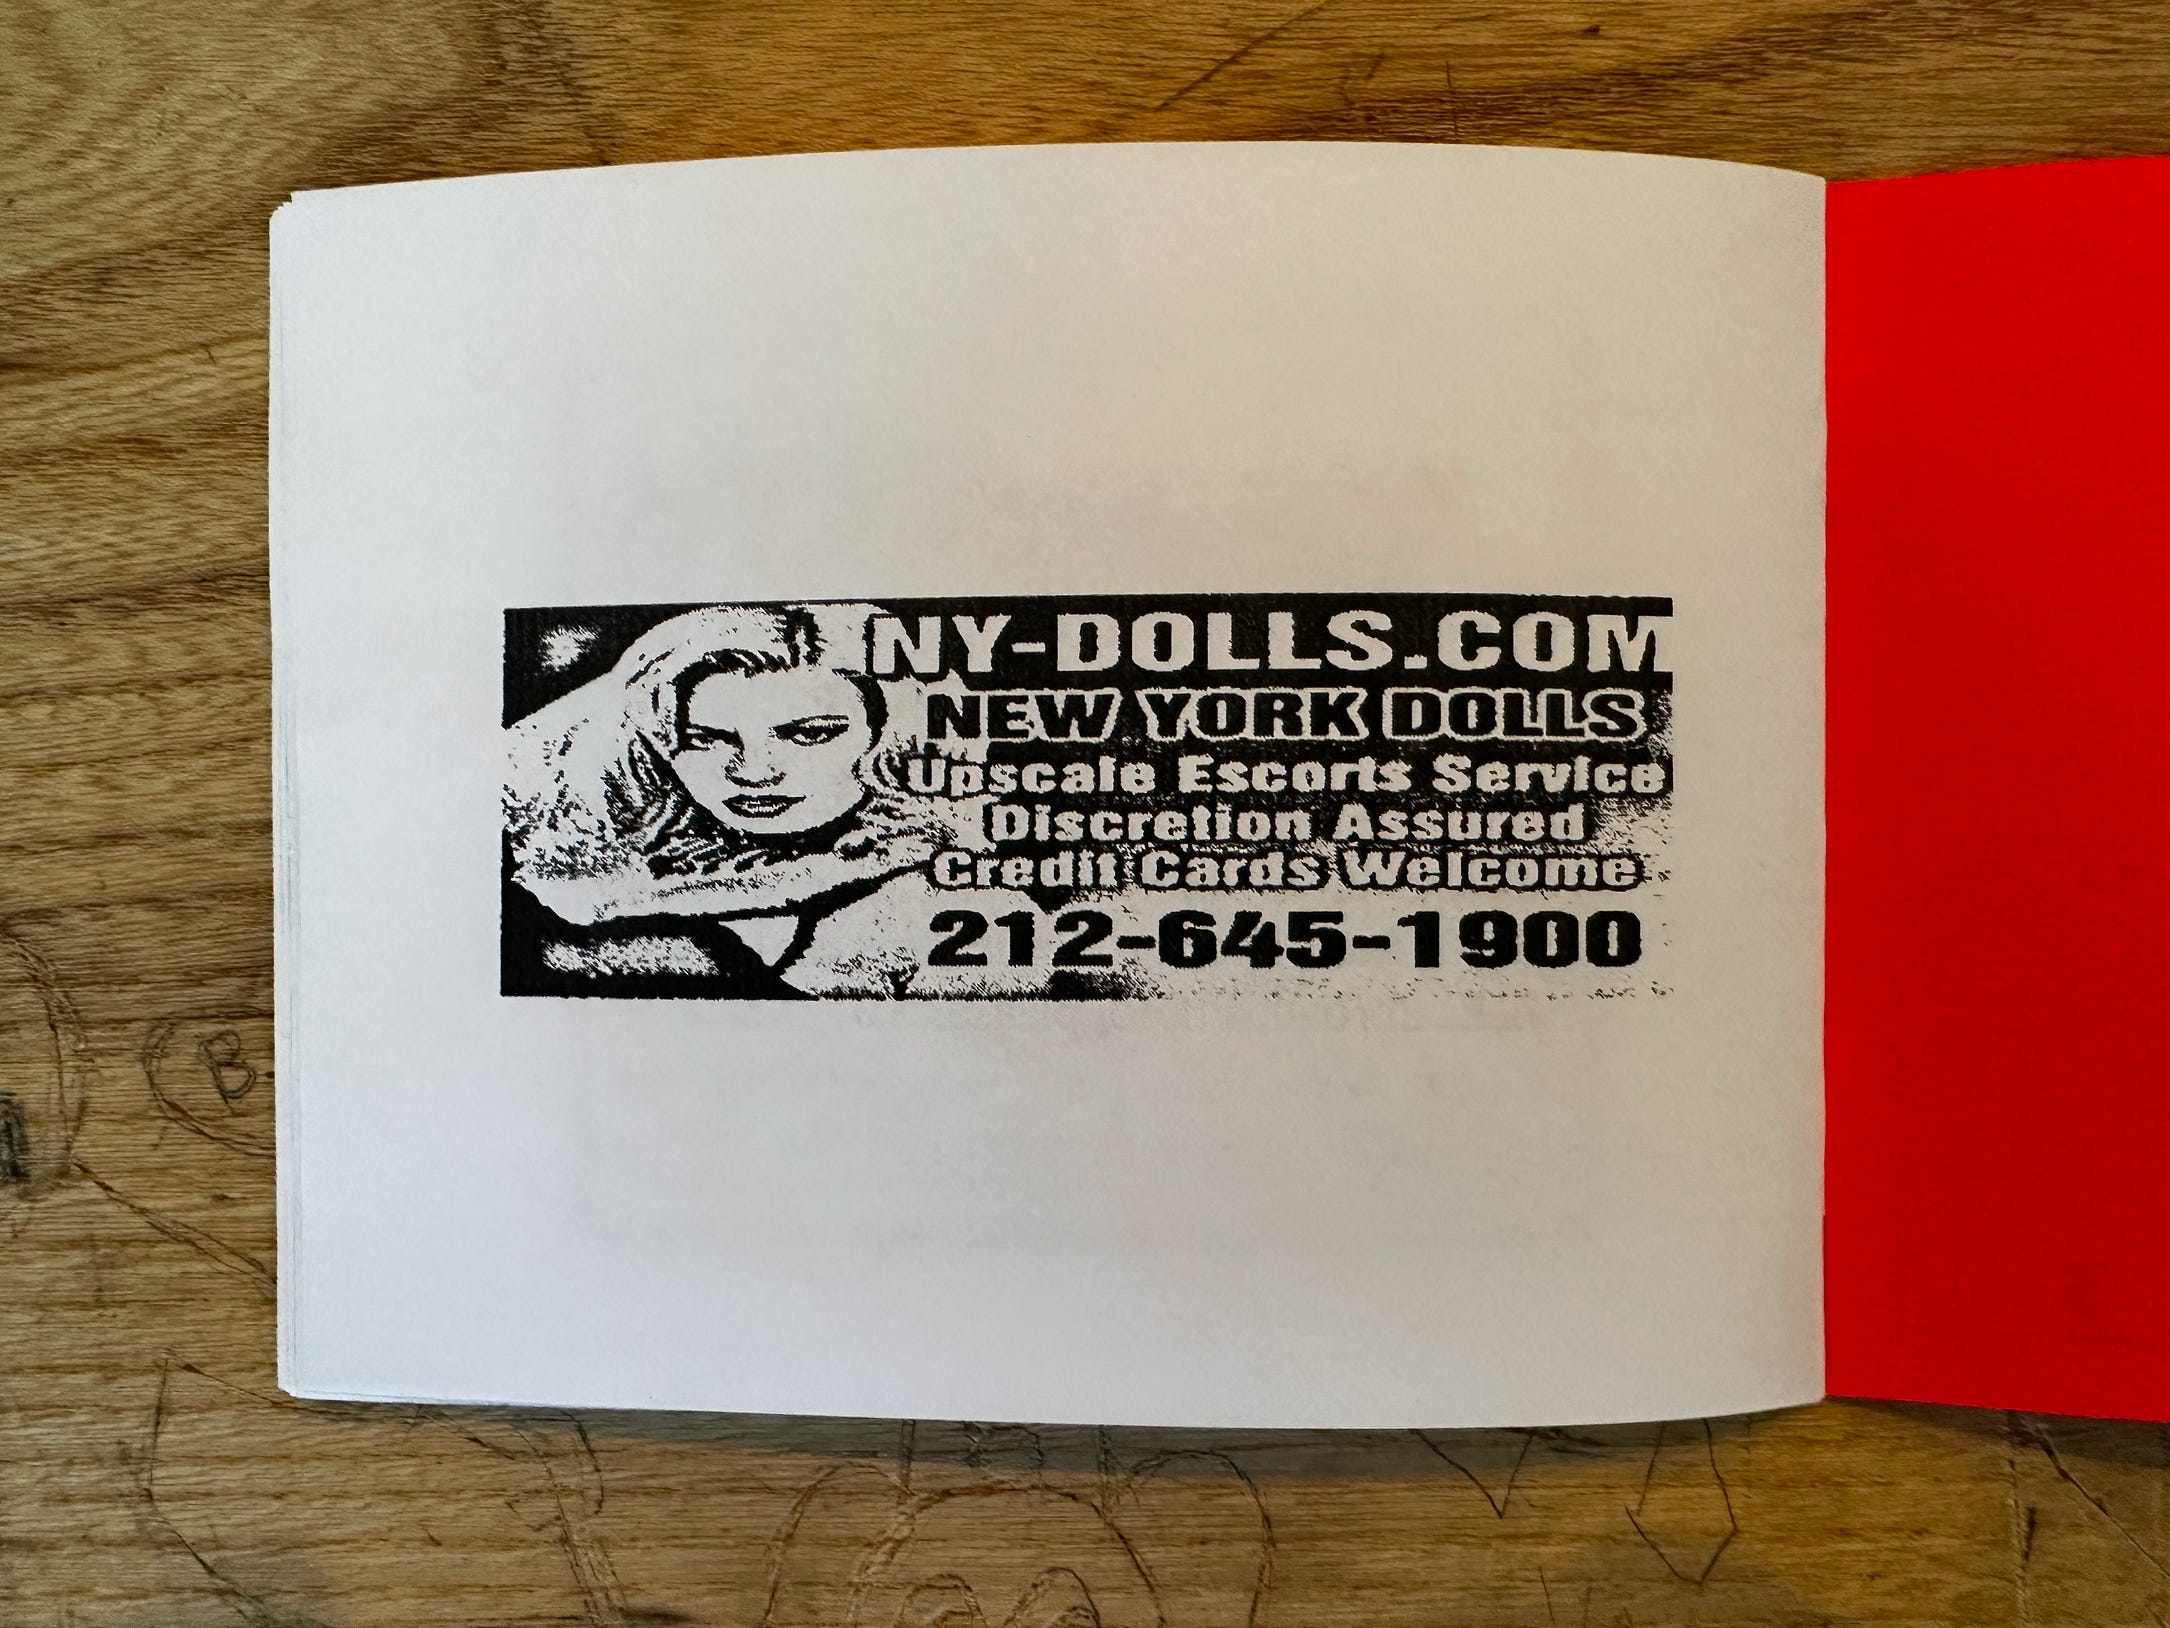 NY-DOLLS.COM
NEW YORK DOLLS
Upscale Escorts Service
Discretion Assured
Credit Cards Welcome
212-645-1900
B